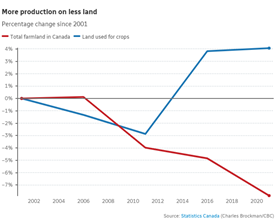 More production on less land
Percentage change since 2001
Total farmland in Canada Land used for crops
4%
3%
2%
1%
0%
-1%
-2%
-3%
-4%
-5%
-6%
-7%
2002 2004 2006 2008 2010 2012 2014 2016 2018 2020
Source: Statistics Canada (Charles Brockman/CBC)